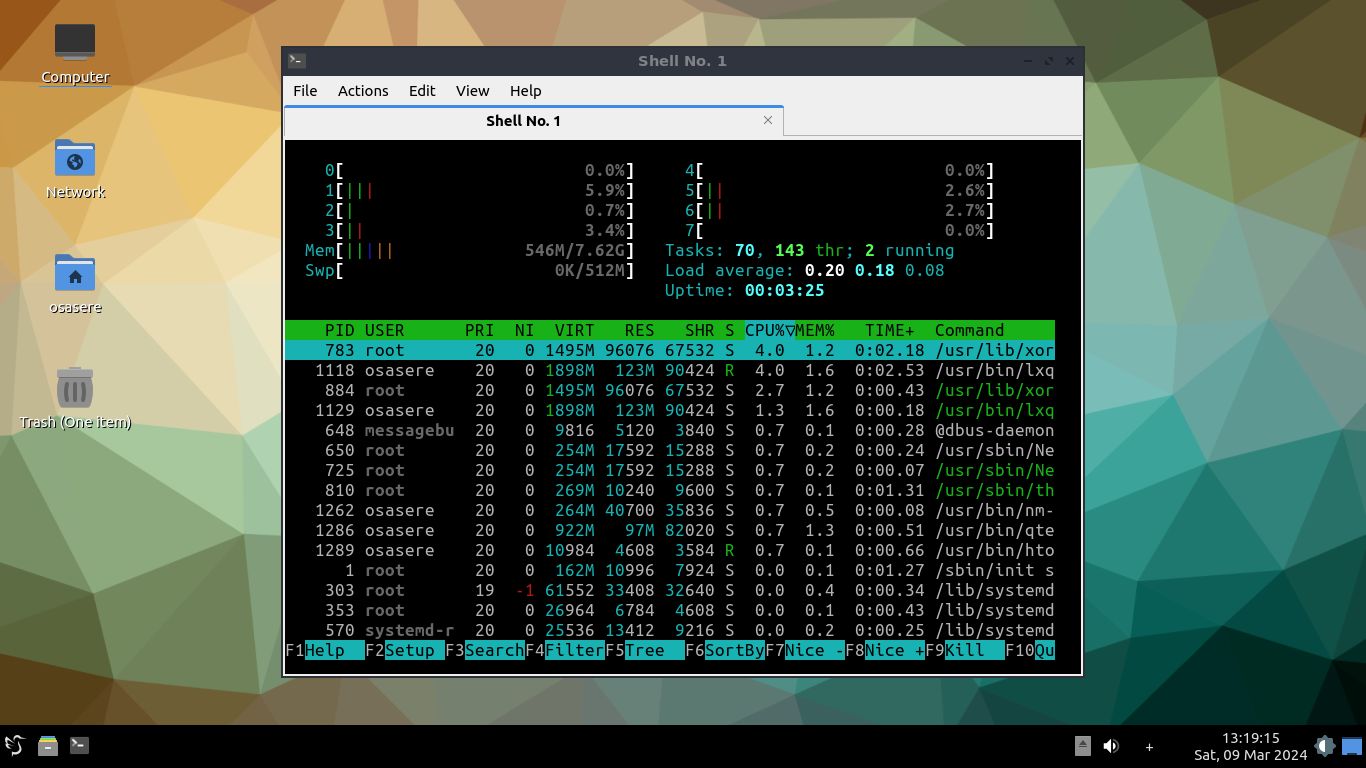 Computer
Network
osasere
Trash (One item)
Shell No. 1
File Actions Edit View Help
Shell No. 1
0[ 0.0%] 4[ 0.0%]
1[||| 5.9%] 5[|| 2.6%]
2[| 0.7%] 6[|| 2.7%]
3[|| 3.4%] 7[ 0.0%]
Mem[||||| 546M/7.62G] Tasks: 70, 143 thr; 2 running
Swp[ 0K/512M] Load average: 0.20 0.18 0.08
Uptime: 00:03:25
PID USER PRI NI VIRT RES SHR S CPU%▽MEM% TIME+ Command
783 root 20 0 1495M 96076 67532 S 4.0 1.2 0:02.18 /usr/lib/xor
1118 osasere 20 0 1898M 123M 90424 R 4.0 1.6 0:02.53 /usr/bin/lxq
884 root 20 0 1495M 96076 67532 S 2.7 1.2 0:00.43 /usr/lib/xor
1129 osasere 20 0 1898M 123M 90424 S 1.3 1.6 0:00.18 /usr/bin/lxq
648 messagebu 20 0 9816 5120 3840 S 0.7 0.1 0:00.28 @dbus-daemon
650 root 20 0 254M 17592 15288 S 0.7 0.2 0:00.24 /usr/sbin/Ne
725 root 20 0 254M 17592 15288 S 0.7 0.2 0:00.07 /usr/sbin/Ne
810 root 20 0 269M 10240 9600 S 0.7 0.1 0:01.31 /usr/sbin/th
1262 osasere 20 0 264M 40700 35836 S 0.7 0.5 0:00.08 /usr/bin/nm-
1286 osasere 20 0 922M 97M 82020 S 0.7 1.3 0:00.51 /usr/bin/qte
1289 osasere 20 0 10984 4608 3584 R 0.7 0.1 0:00.66 /usr/bin/hto
1 root 20 0 162M 10996 7924 S 0.0 0.1 0:01.27 /sbin/init s
303 root 19 -1 61552 33408 32640 S 0.0 0.4 0:00.34 /lib/systemd
353 root 20 0 26964 6784 4608 S 0.0 0.1 0:00.43 /lib/systemd
570 systemd-r 20 0 25536 13412 9216 S 0.0 0.2 0:00.25 /lib/systemd
F1Help F2Setup F3SearchF4FilterF5Tree F6SortByF7Nice -F8Nice +F9Kill F10Qu
13:19:15
Sat, 09 Mar 2024